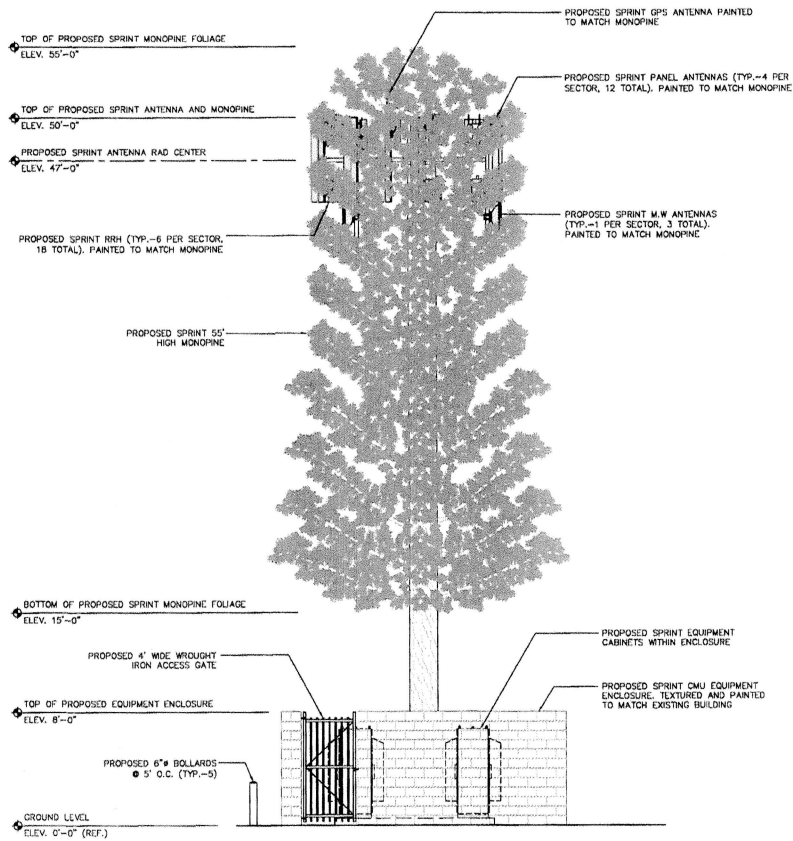 PROPOSED SPRINT GPS ANTENNA PAINTED
TO MATCH MONOPINE
TOP OF PROPOSED SPRINT MONOPINE FOLIAGE
ELEV. 55'-0"
PROPOSED SPRINT PANEL ANTENNAS (TYP.-4 PER
SECTOR, 12 TOTAL). PAINTED TO MATCH MONOPINE
TOP OF PROPOSED SPRINT ANTENNA AND MONOPINE
ELEV. 50'-0"
PROPOSED SPRINT ANTENNA RAD CENTER
ELEV. 47'-0"
PROPOSED SPRINT M.W ANTENNAS
(TYP.-1 PER SECTOR, 3 TOTAL).
PAINTED TO MATCH MONOPINE
PROPOSED SPRINT RRH (TYP.-6 PER SECTOR,
18 TOTAL). PAINTED TO MATCH MONOPINE
PROPOSED SPRINT 55'
HIGH MONOPINE
BOTTOM OF PROPOSED SPRINT MONOPINE FOLIAGE
ELEV. 15'-0"
PROPOSED SPRINT EQUIPMENT
CABINETS WITHIN ENCLOSURE
PROPOSED 4' WIDE WROUGHT
IRON ACCESS GATE
PROPOSED SPRINT CMU EQUIPMENT
ENCLOSURE. TEXTURED AND PAINTED
TO MATCH EXISTING BUILDING
TOP OF PROPOSED EQUIPMENT ENCLOSURE
ELEV. 8'-0"
PROPOSED 6"ø BOLLARDS
@ 5' O.C. (TYP.-5)
GROUND LEVEL
ELEV. 0'-0" (REF.)